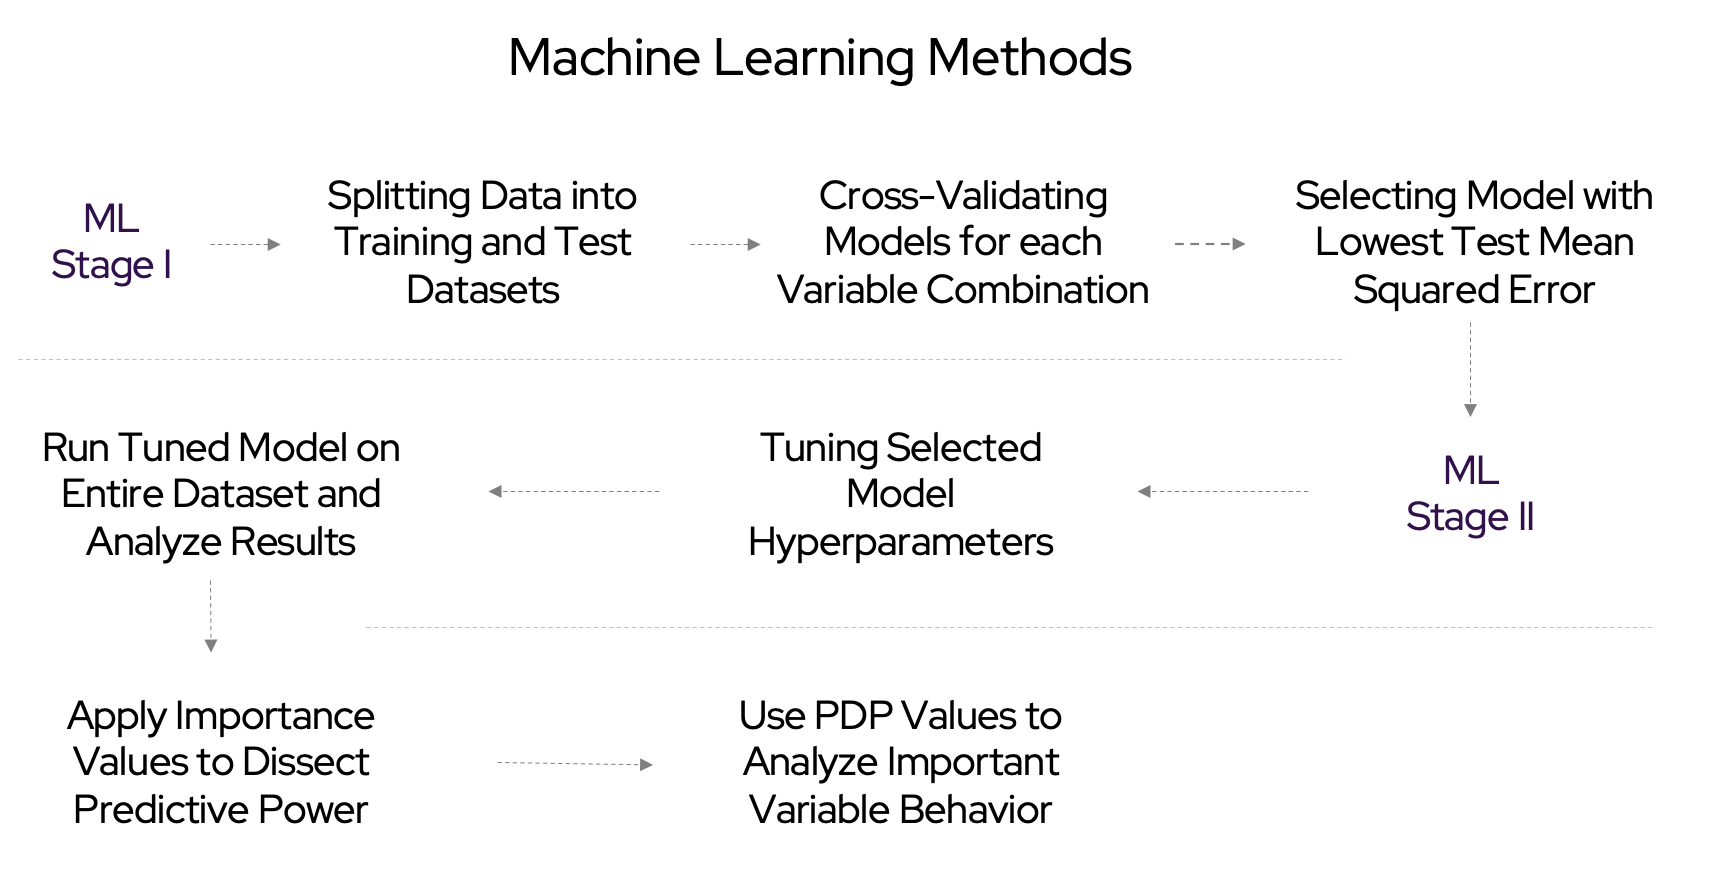 Machine Learning Methods
ML
Stage I
Splitting Data into
Training and Test
Datasets
Cross-Validating
Models for each
Variable Combination
Selecting Model with
Lowest Test Mean
Squared Error
ML
Stage II
Tuning Selected
Model
Hyperparameters
Run Tuned Model on
Entire Dataset and
Analyze Results
Apply Importance
Values to Dissect
Predictive Power
Use PDP Values to
Analyze Important
Variable Behavior